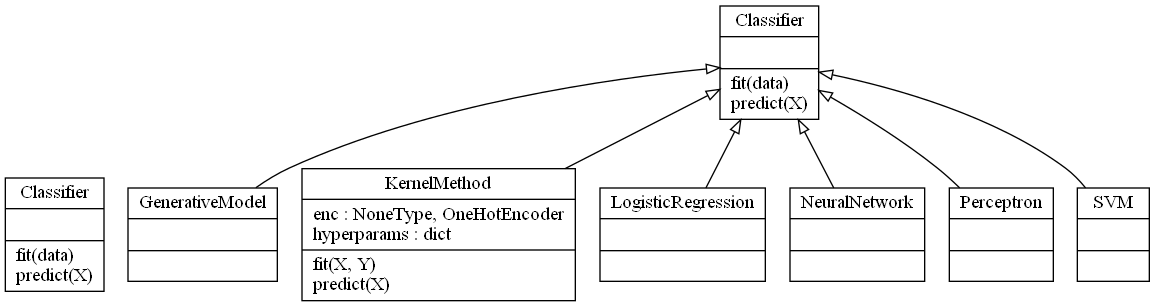 Classifier
fit(data)
predict(X)
Classifier
fit(data)
predict(X)
GenerativeModel
KernelMethod
enc : NoneType, OneHotEncoder
hyperparams : dict
fit(X, Y)
predict(X)
LogisticRegression
NeuralNetwork
Perceptron
SVM